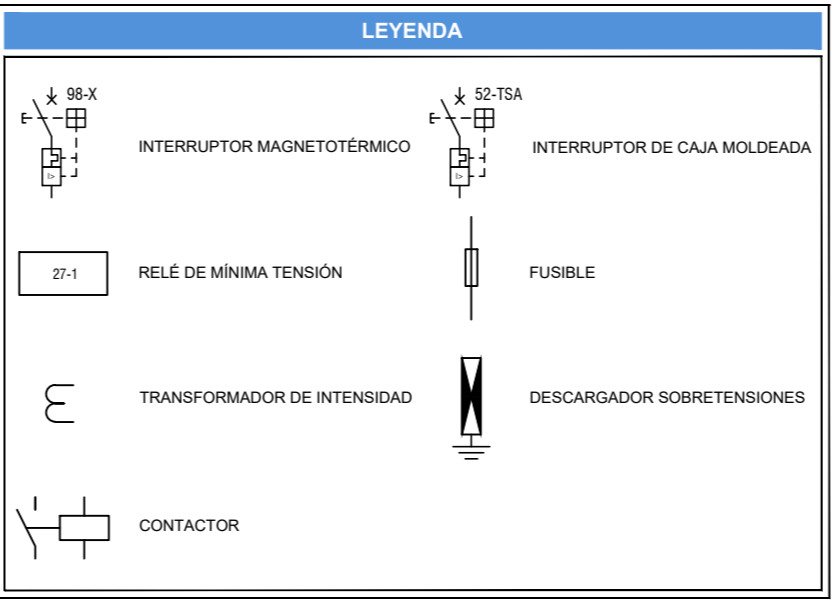 LEYENDA
98-X
INTERRUPTOR MAGNETOTÉRMICO
I>
52-TSA
INTERRUPTOR DE CAJA MOLDEADA
I>
27-1
RELÉ DE MÍNIMA TENSIÓN
FUSIBLE
TRANSFORMADOR DE INTENSIDAD
DESCARGADOR SOBRETENSIONES
CONTACTOR